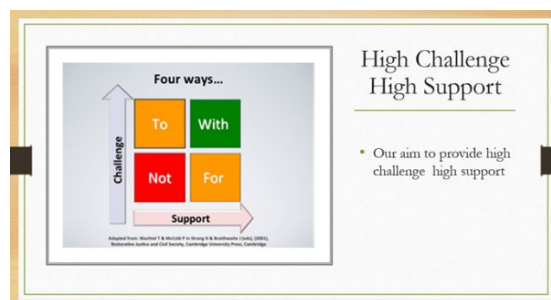 Four ways...
To
With
Not
For
Challenge
Support
Adapted from: Wachtel T & McCold P in Strang H & Braithwaite J (eds), (2001),
Restorative Justice and Civil Society, Cambridge University Press, Cambridge
High Challenge
High Support
• Our aim to provide high
challenge high support